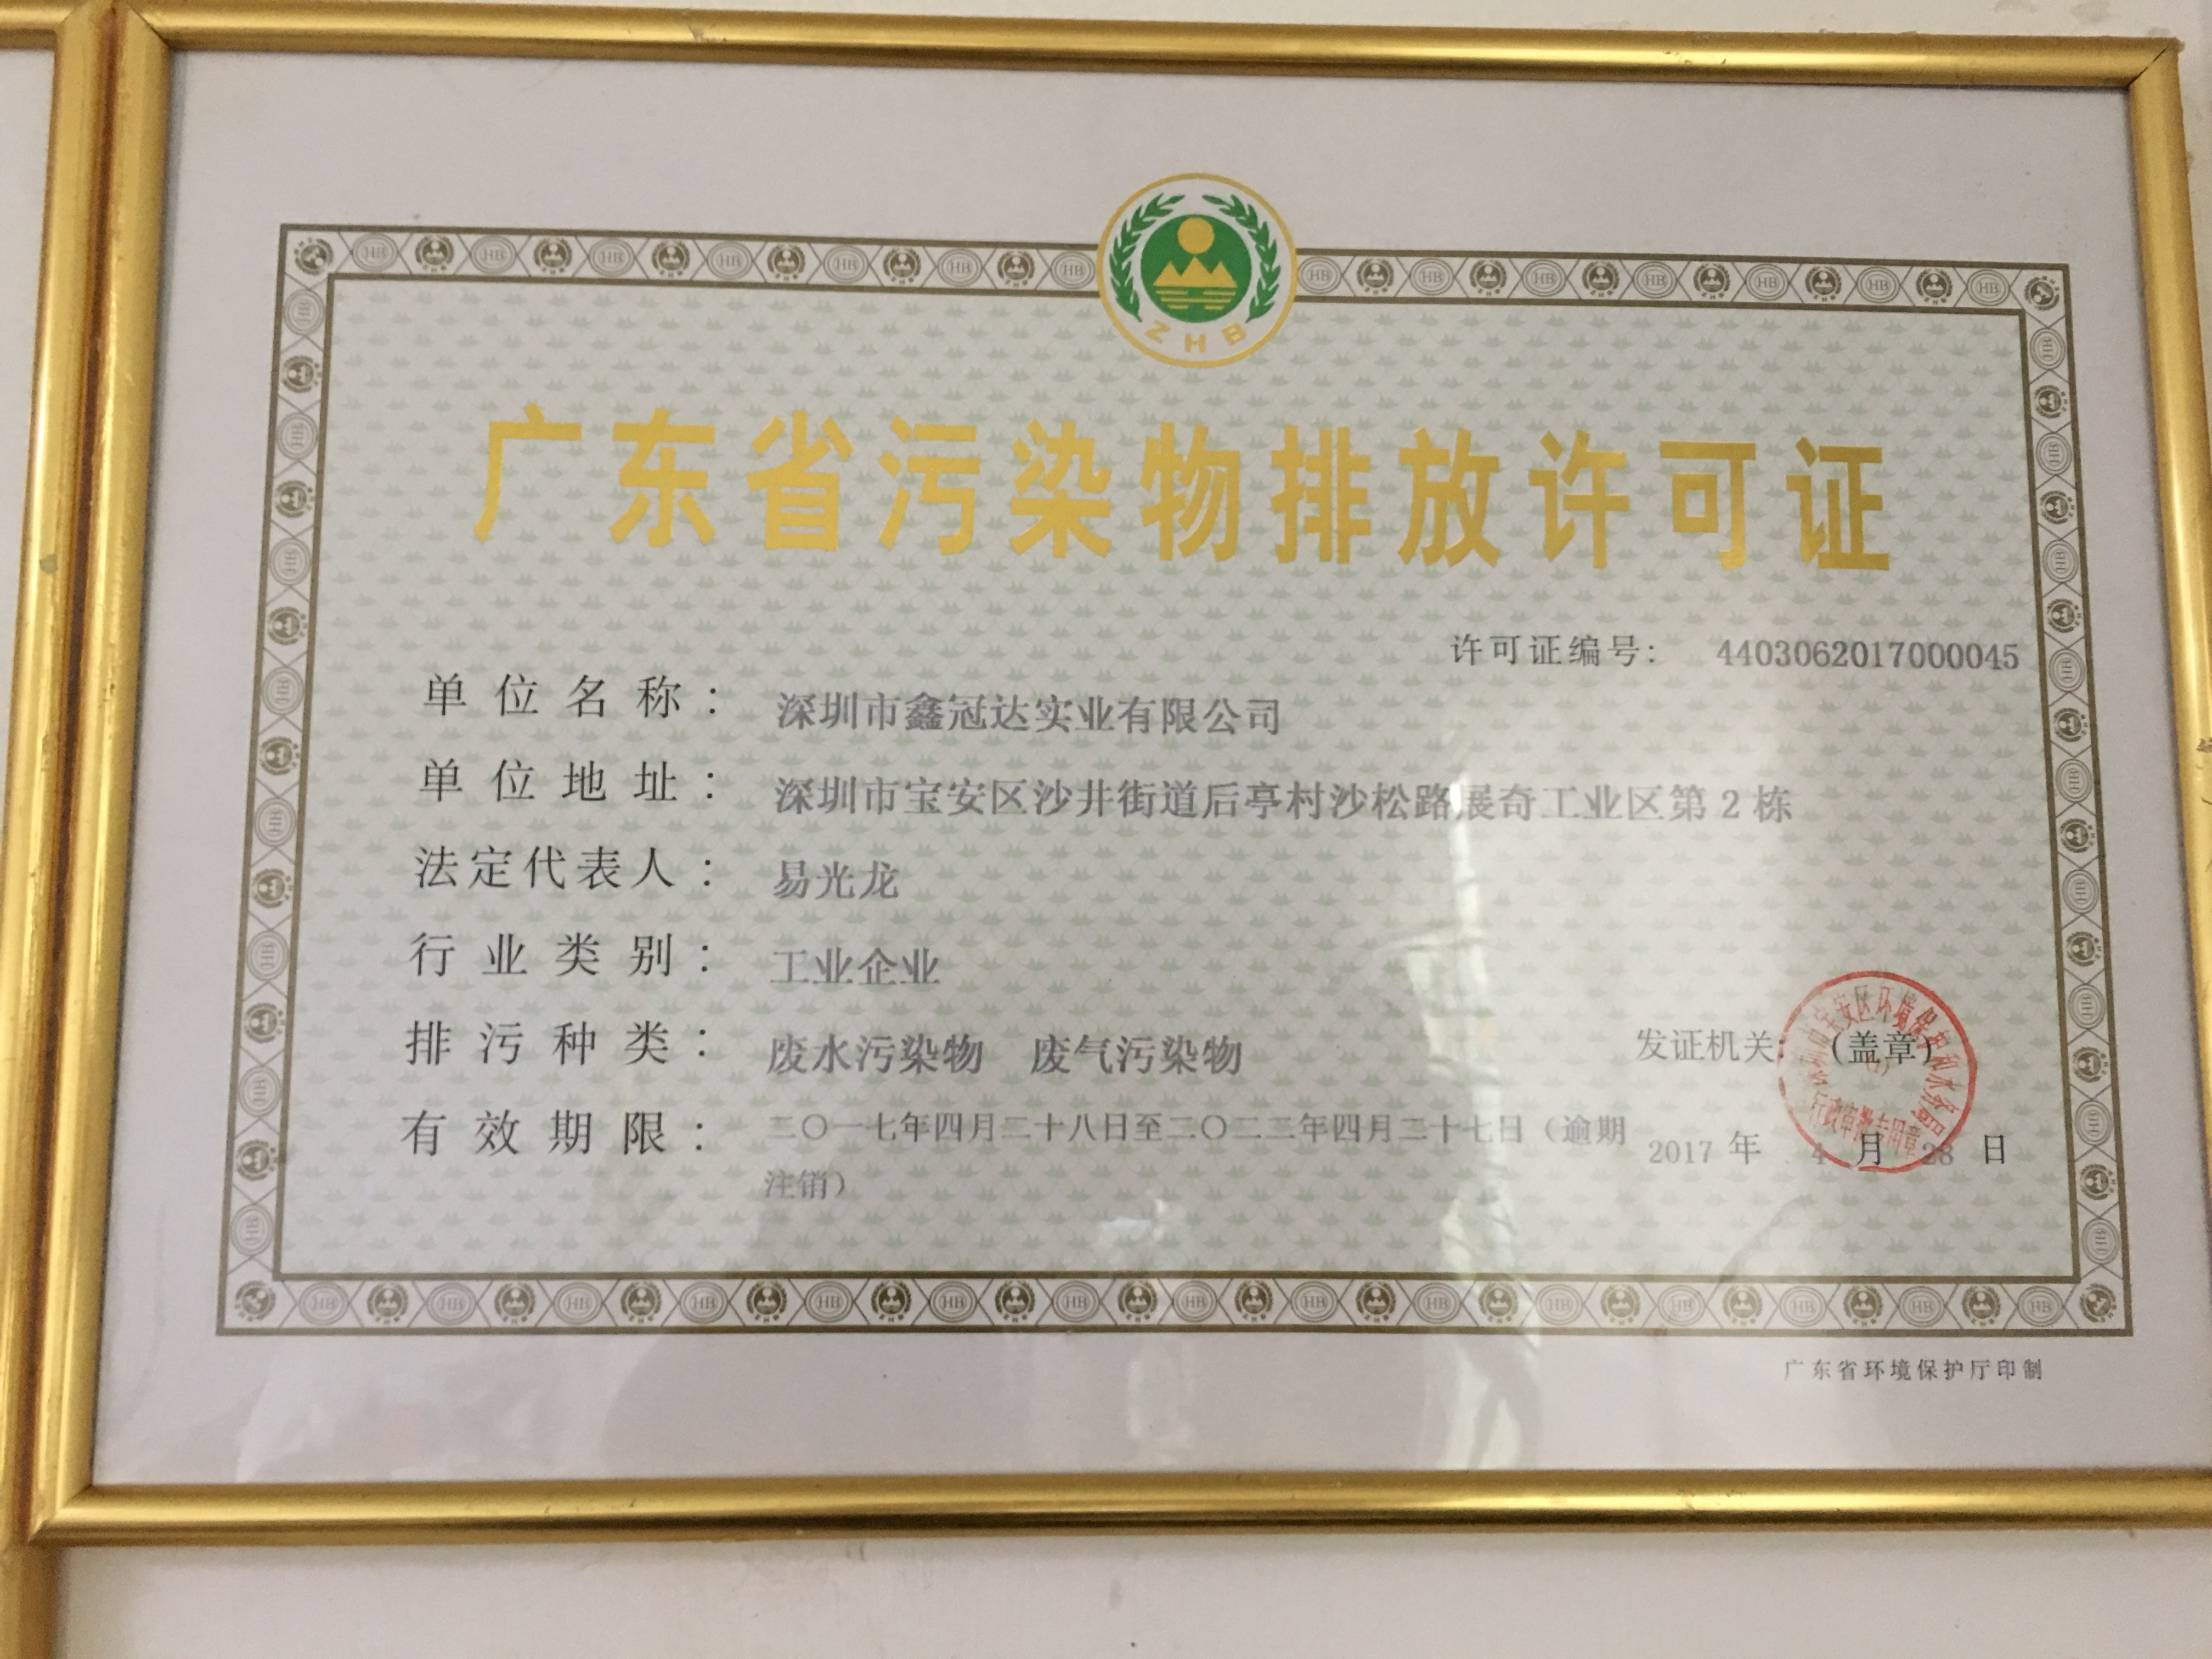 ZHB
广东省污染物排放许可证
许可证编号： 4403062017000045
单位名称： 深圳市鑫冠达实业有限公司
单位地址： 深圳市宝安区沙井街道后亭村沙松路展奇工业区第2栋
法定代表人： 易光龙
行业类别： 工业企业
排污种类： 废水污染物 废气污染物
发证机关：（盖章）
有效期限： 二〇一七年四月二十八日至二〇二二年四月二十七日（逾期
注销）
2017 年 4 月 28 日
深圳市宝安区环境保护和水务局
行政审批专用章
广东省环境保护厅印制